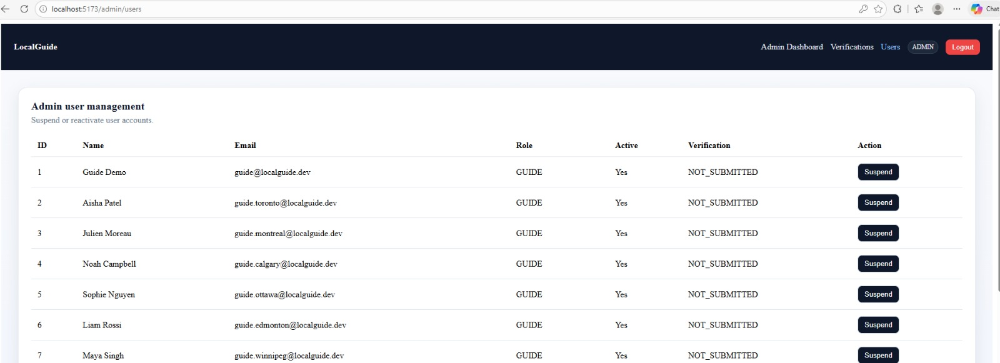 localhost:5173/admin/users
Chat
LocalGuide Admin Dashboard Verifications Users ADMIN Logout
Admin user management
Suspend or reactivate user accounts.
ID Name Email Role Active Verification Action
1 Guide Demo guide@localguide.dev GUIDE Yes NOT_SUBMITTED Suspend
2 Aisha Patel guide.toronto@localguide.dev GUIDE Yes NOT_SUBMITTED Suspend
3 Julien Moreau guide.montreal@localguide.dev GUIDE Yes NOT_SUBMITTED Suspend
4 Noah Campbell guide.calgary@localguide.dev GUIDE Yes NOT_SUBMITTED Suspend
5 Sophie Nguyen guide.ottawa@localguide.dev GUIDE Yes NOT_SUBMITTED Suspend
6 Liam Rossi guide.edmonton@localguide.dev GUIDE Yes NOT_SUBMITTED Suspend
7 Maya Singh guide.winnipeg@localguide.dev GUIDE Yes NOT_SUBMITTED Suspend